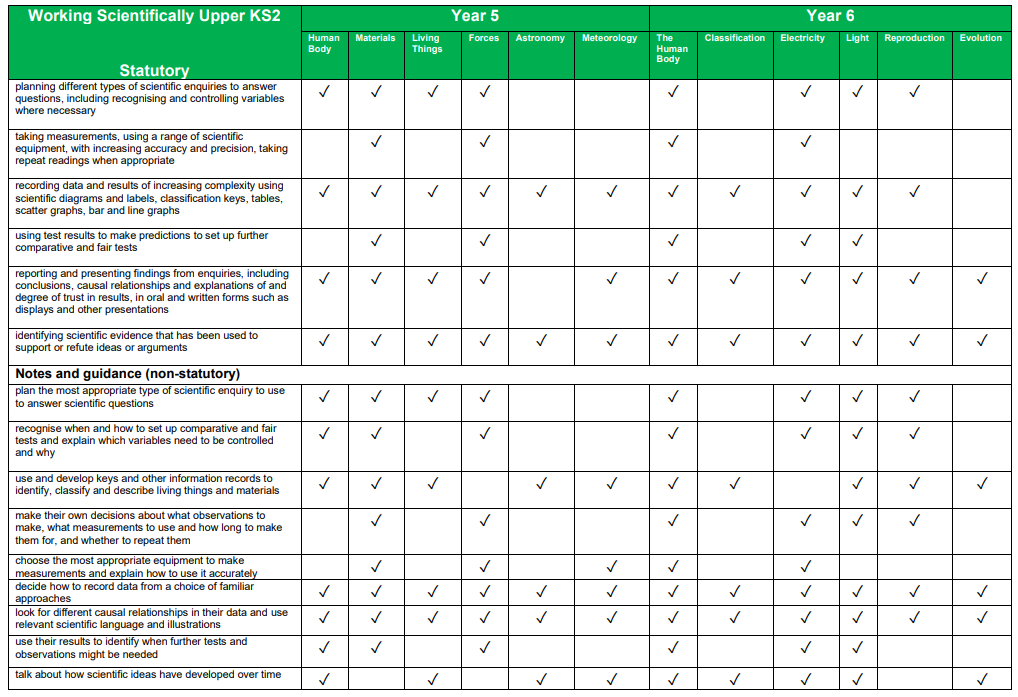 Working Scientifically Upper KS2
Statutory
Year 5
Year 6
Human
Body
Materials
Living
Things
Forces
Astronomy
Meteorology
The
Human
Body
Classification
Electricity
Light
Reproduction
Evolution
planning different types of scientific enquiries to answer
questions, including recognising and controlling variables
where necessary
✓ ✓ ✓ ✓ ✓ ✓ ✓ ✓
taking measurements, using a range of scientific
equipment, with increasing accuracy and precision, taking
repeat readings when appropriate
✓ ✓ ✓ ✓
recording data and results of increasing complexity using
scientific diagrams and labels, classification keys, tables,
scatter graphs, bar and line graphs
✓ ✓ ✓ ✓ ✓ ✓ ✓ ✓ ✓ ✓ ✓
using test results to make predictions to set up further
comparative and fair tests
✓ ✓ ✓ ✓ ✓
reporting and presenting findings from enquiries, including
conclusions, causal relationships and explanations of and
degree of trust in results, in oral and written forms such as
displays and other presentations
✓ ✓ ✓ ✓ ✓ ✓ ✓ ✓ ✓ ✓ ✓
identifying scientific evidence that has been used to
support or refute ideas or arguments
✓ ✓ ✓ ✓ ✓ ✓ ✓ ✓ ✓ ✓ ✓ ✓
Notes and guidance (non-statutory)
plan the most appropriate type of scientific enquiry to use
to answer scientific questions
✓ ✓ ✓ ✓ ✓ ✓ ✓ ✓
recognise when and how to set up comparative and fair
tests and explain which variables need to be controlled
and why
✓ ✓ ✓ ✓ ✓ ✓ ✓
use and develop keys and other information records to
identify, classify and describe living things and materials
✓ ✓ ✓ ✓ ✓ ✓ ✓ ✓ ✓ ✓
make their own decisions about what observations to
make, what measurements to use and how long to make
them for, and whether to repeat them
✓ ✓ ✓ ✓ ✓ ✓
choose the most appropriate equipment to make
measurements and explain how to use it accurately
✓ ✓ ✓ ✓ ✓
decide how to record data from a choice of familiar
approaches
✓ ✓ ✓ ✓ ✓ ✓ ✓ ✓ ✓ ✓ ✓ ✓
look for different causal relationships in their data and use
relevant scientific language and illustrations
✓ ✓ ✓ ✓ ✓ ✓ ✓ ✓ ✓ ✓ ✓ ✓
use their results to identify when further tests and
observations might be needed
✓ ✓ ✓ ✓ ✓ ✓
talk about how scientific ideas have developed over time
✓ ✓ ✓ ✓ ✓ ✓ ✓ ✓ ✓